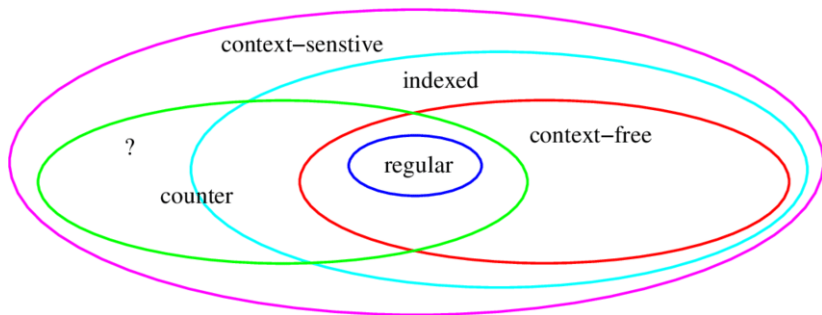 context−senstive
indexed
context−free
?
regular
counter